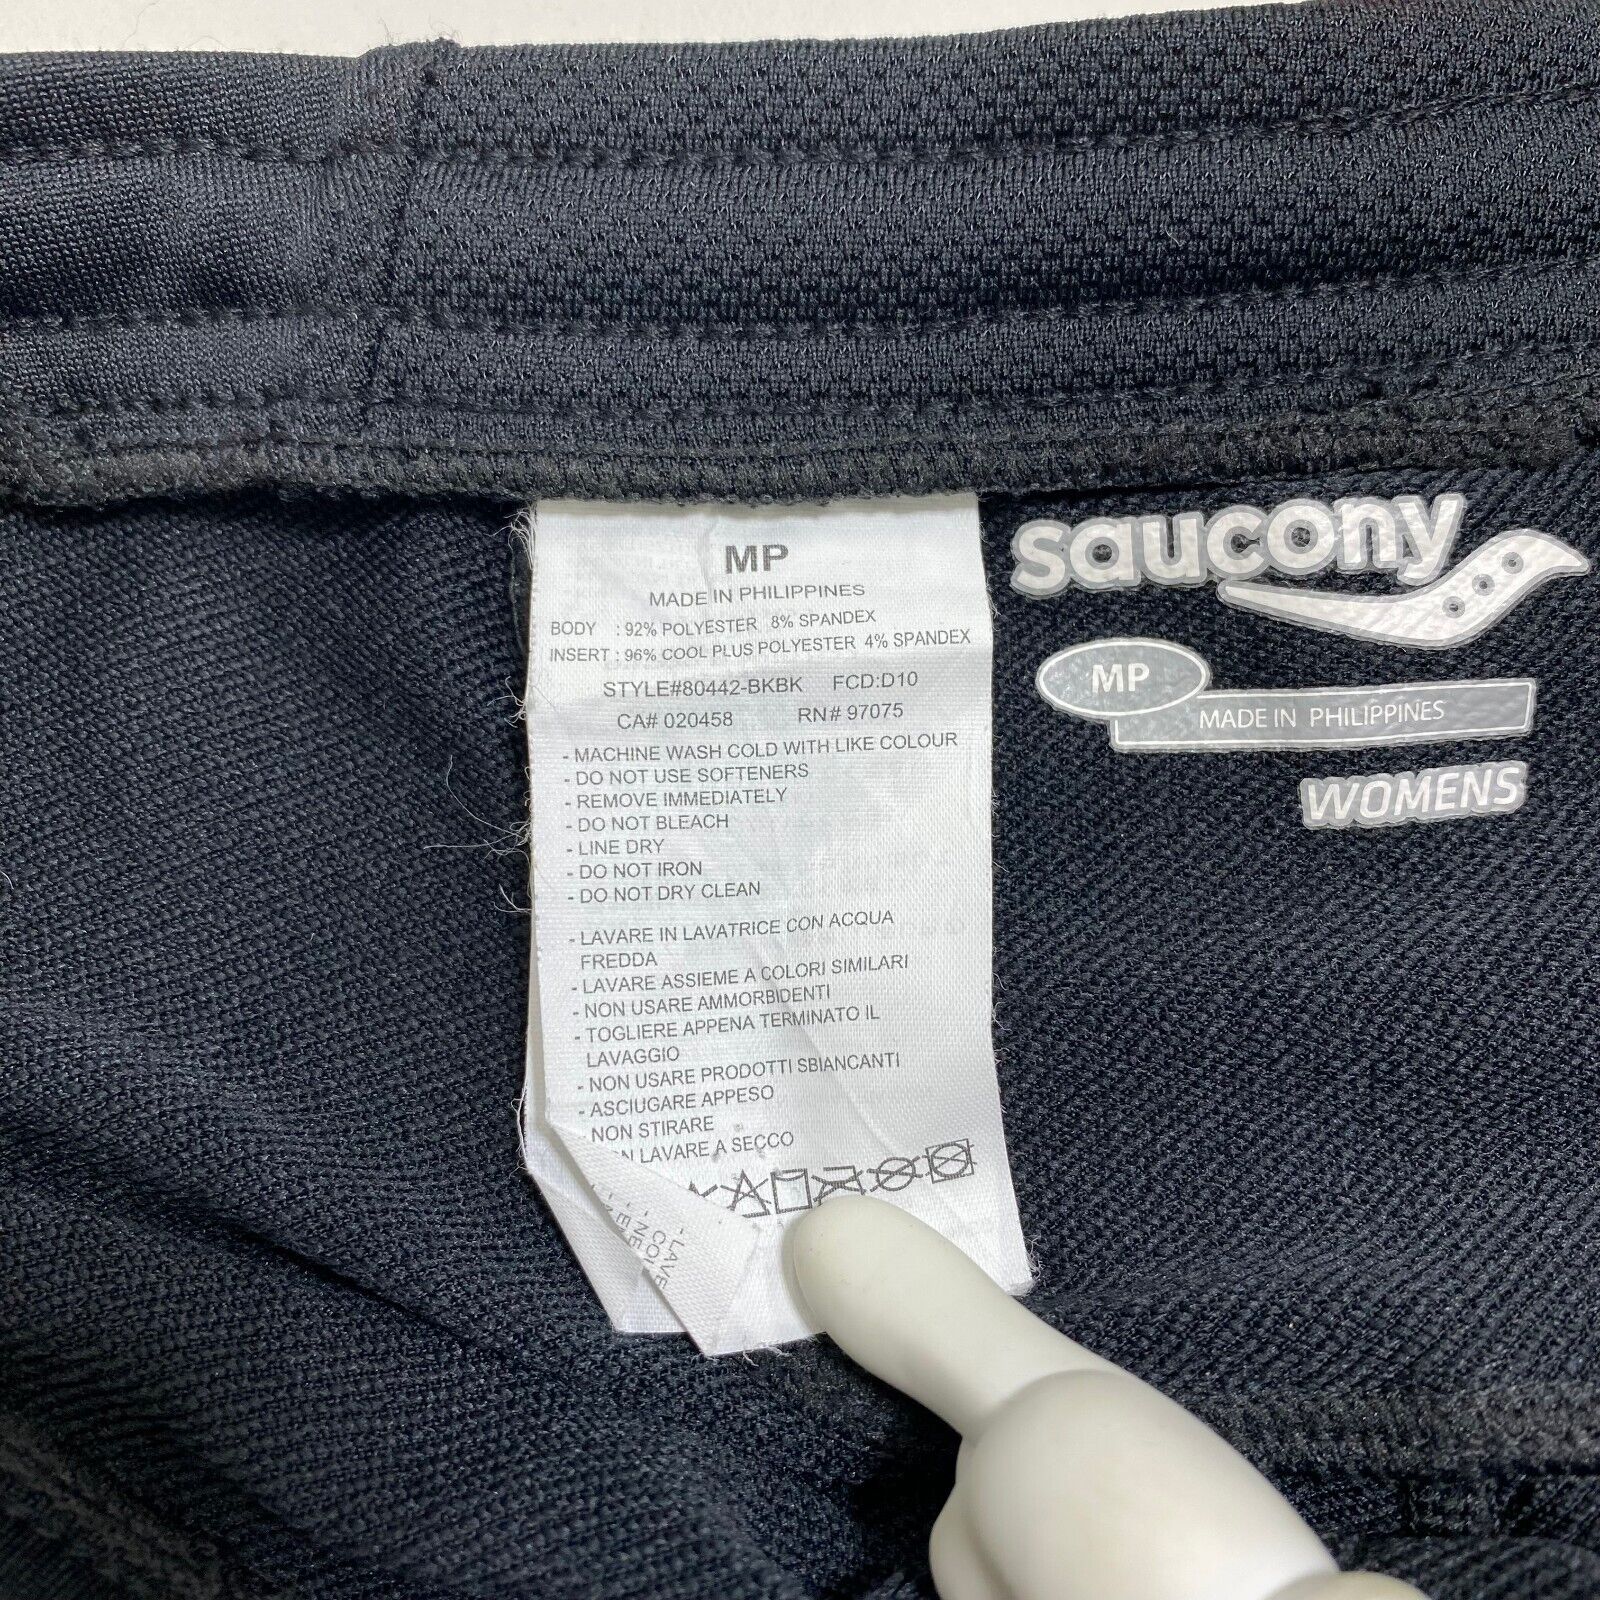 MP
MADE IN PHILIPPINES
BODY : 92% POLYESTER 8% SPANDEX
INSERT : 96% COOL PLUS POLYESTER 4% SPANDEX
STYLE#80442-BKBK FCD:D10
CA# 020458 RN# 97075
- MACHINE WASH COLD WITH LIKE COLOUR
- DO NOT USE SOFTENERS
- REMOVE IMMEDIATELY
- DO NOT BLEACH
- LINE DRY
- DO NOT IRON
- DO NOT DRY CLEAN
- LAVARE IN LAVATRICE CON ACQUA
FREDDA
- LAVARE ASSIEME A COLORI SIMILARI
- NON USARE AMMORBIDENTI
- TOGLIERE APPENA TERMINATO IL
LAVAGGIO
- NON USARE PRODOTTI SBIANCANTI
- ASCIUGARE APPESO
- NON STIRARE
LAVARE A SECCO
saucony
MP
MADE IN PHILIPPINES
WOMENS